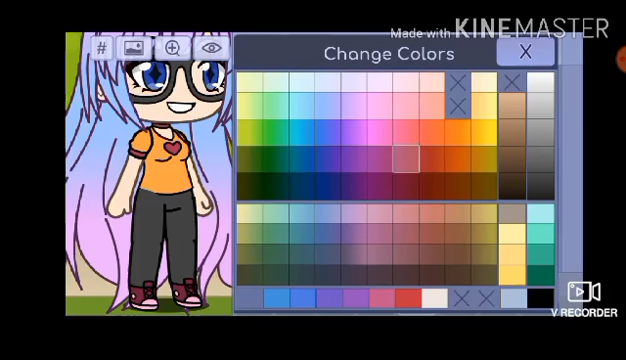 Made with KINEMASTER
#
Change Colors
X
V RECORDER